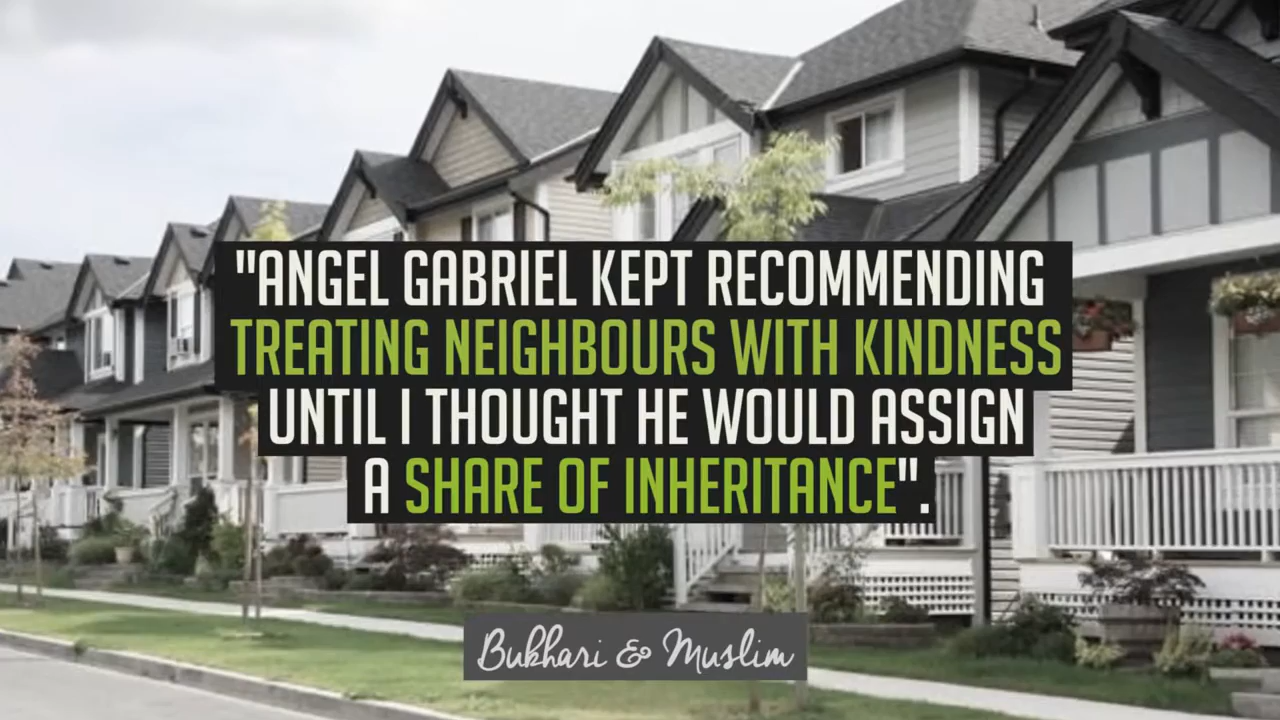 "ANGEL GABRIEL KEPT RECOMMENDING
TREATING NEIGHBOURS WITH KINDNESS
UNTIL I THOUGHT HE WOULD ASSIGN
A SHARE OF INHERITANCE".
Bukhari & Muslim